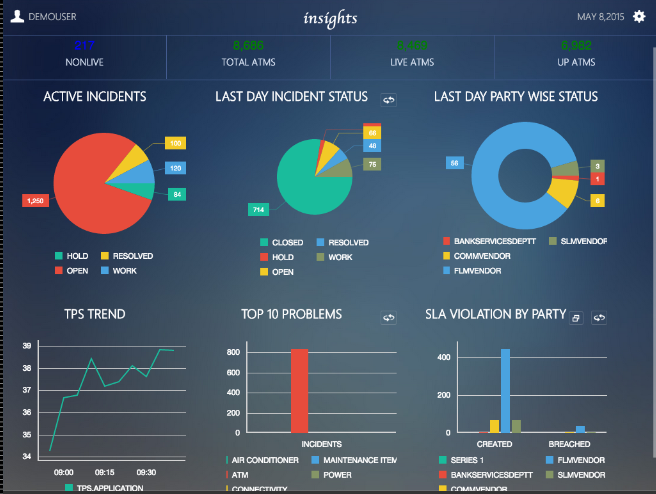 DEMOUSER
insights
MAY 8,2015
217
8,686
6,982
NONLIVE
TOTAL ATMS
LIVE ATMS
UP ATMS
ACTIVE INCIDENTS
LAST DAY INCIDENT STATUS
LAST DAY PARTY WISE STATUS
100
120
84
1,250
66
48
75
714
56
3
1
6
HOLD
RESOLVED
OPEN
WORK
CLOSED
RESOLVED
HOLD
WORK
OPEN
BANKSERVICESDEPTT
SLMVENDOR
COMMVENDOR
FLMVENDOR
TPS TREND
TOP 10 PROBLEMS
SLA VIOLATION BY PARTY
39
38
37
36
35
34
09:00
09:15
09:30
TPS.APPLICATION
800
600
400
200
0
INCIDENTS
AIR CONDITIONER
MAINTENANCE ITEM
ATM
POWER
CONNECTIVITY
400
200
0
CREATED
BREACHED
SERIES 1
FLMVENDOR
BANKSERVICESDEPTT
SLMVENDOR
COMMVENDOR